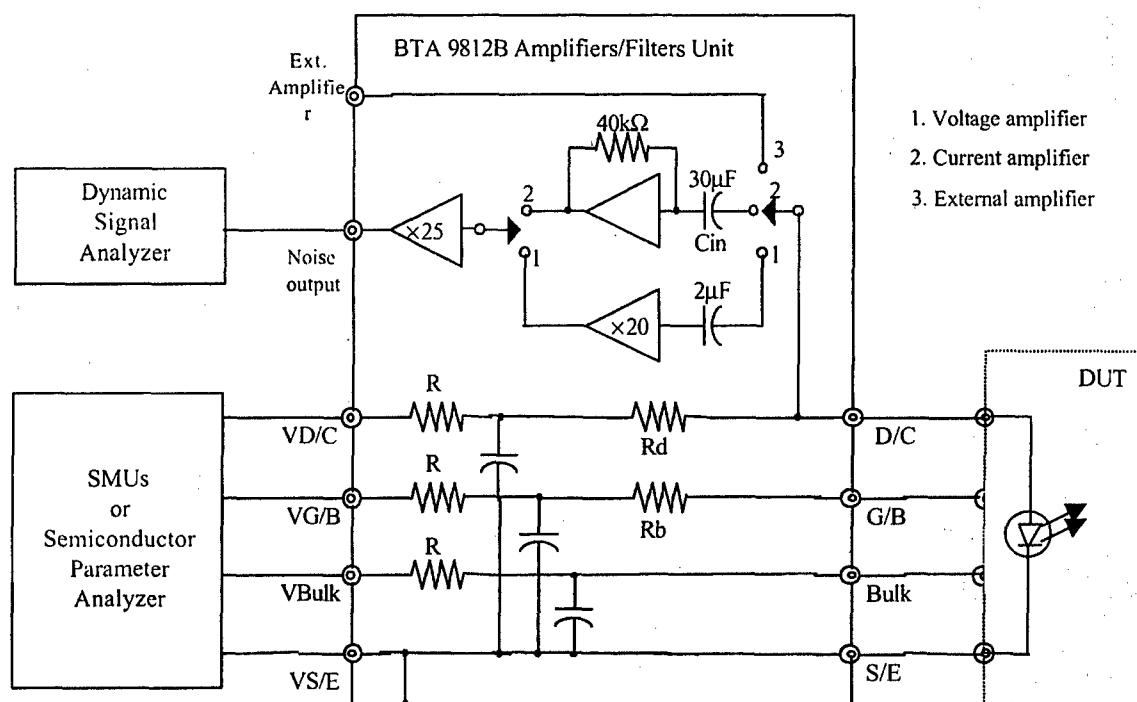 BTA 9812B Amplifiers/Filters Unit
Ext.
Amplifie
r
40kΩ
3
1. Voltage amplifier
2. Current amplifier
3. External amplifier
Dynamic
Signal
Analyzer
×25
2
30μF
2
Cin
Noise
output
1
1
2μF
×20
DUT
R
VD/C
Rd
D/C
SMUs
or
Semiconductor
Parameter
Analyzer
R
VG/B
Rb
G/B
R
VBulk
Bulk
VS/E
S/E